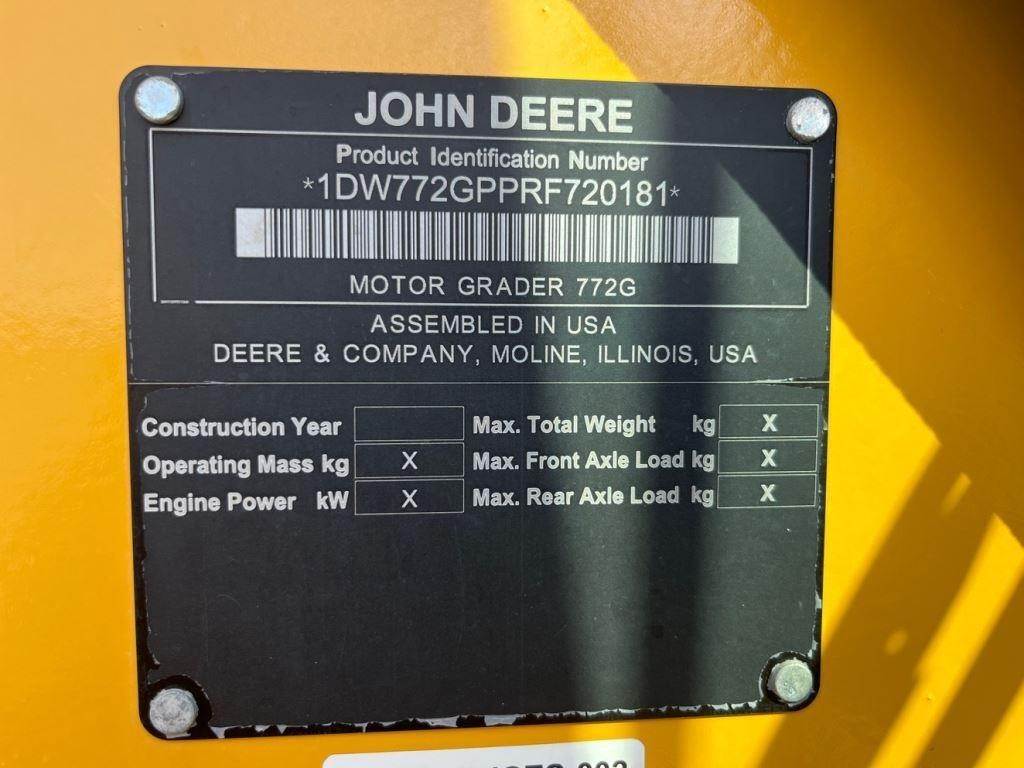 JOHN DEERE
Product Identification Number
*1DW772GPPRF720181*
MOTOR GRADER 772G
ASSEMBLED IN USA
DEERE & COMPANY, MOLINE, ILLINOIS, USA
Construction Year
Max. Total Weight kg X
Operating Mass kg X
Max. Front Axle Load kg X
Engine Power kW X
Max. Rear Axle Load kg X